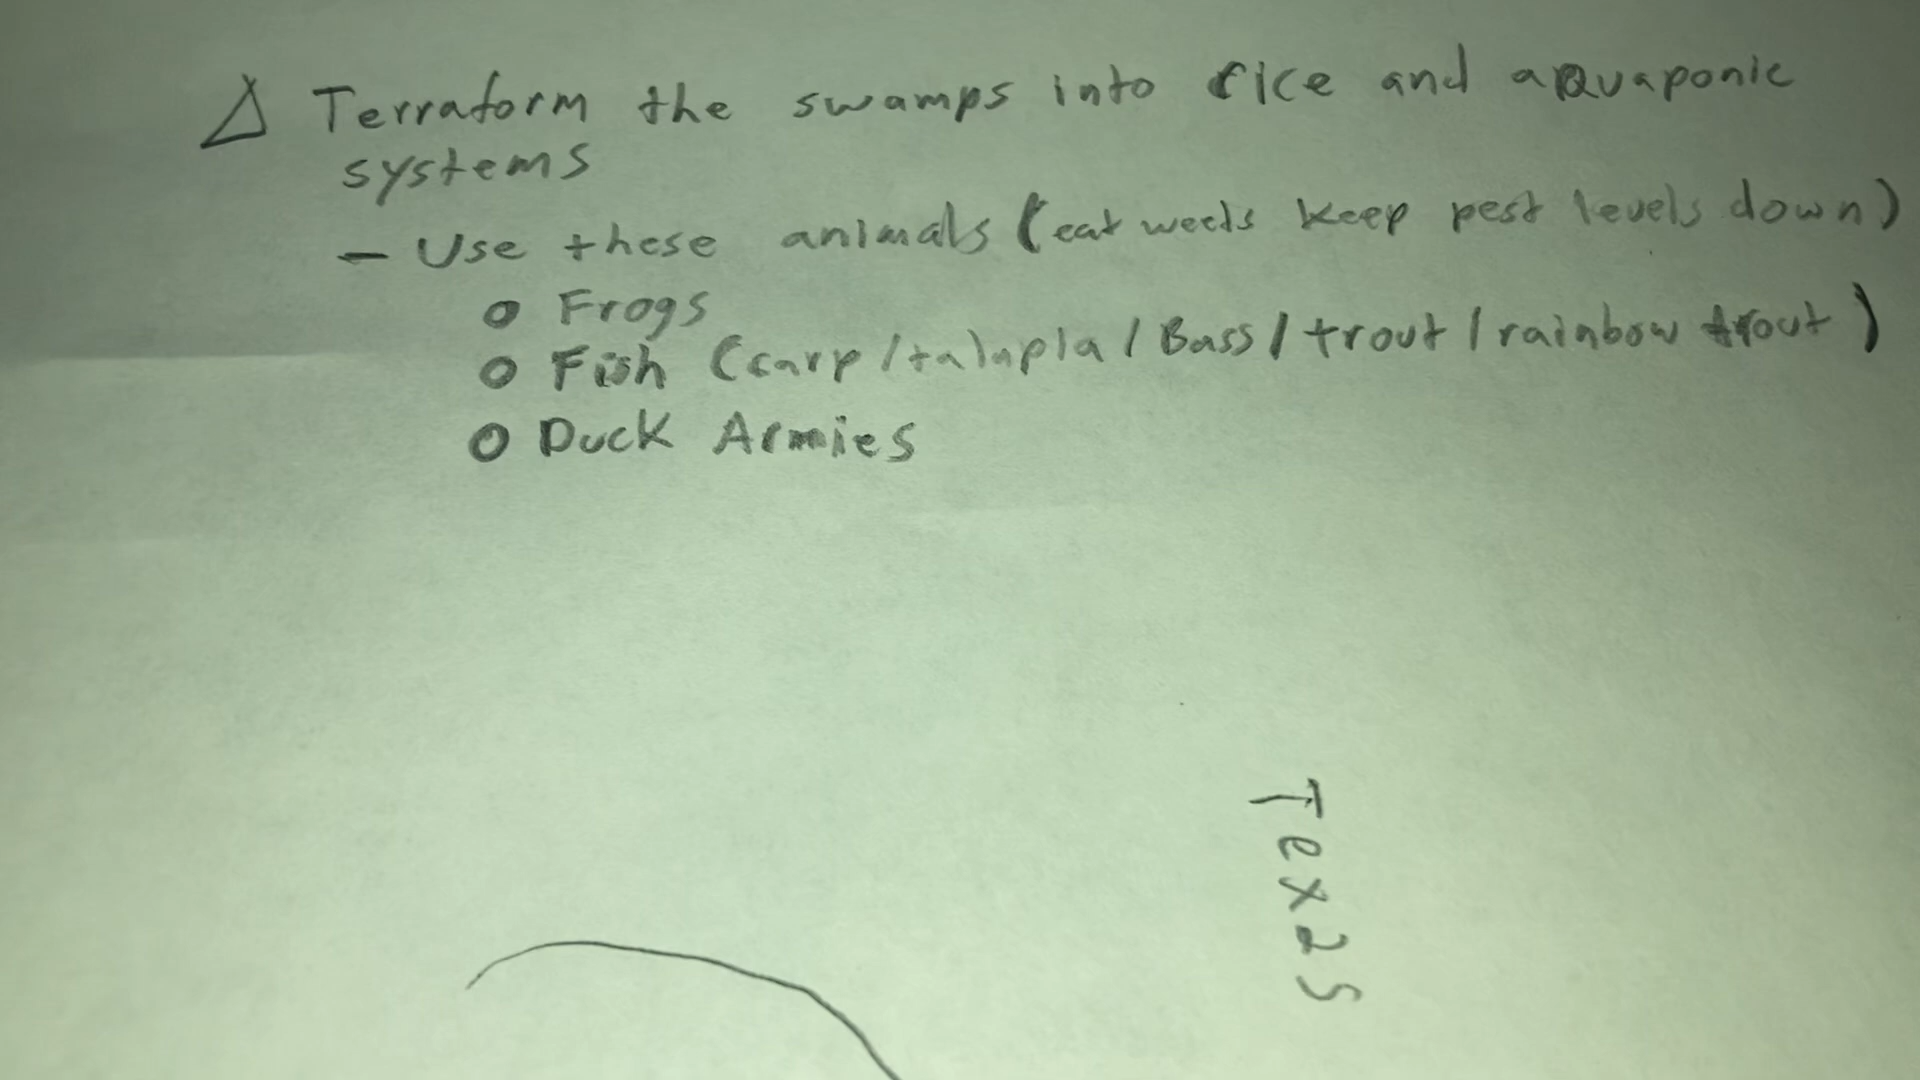 Δ Terraform the swamps into rice and aquaponic
systems
- Use these animals (eat weeds keep pest levels down)
o Frogs
o Fish (carp/talapia/Bass/trout/rainbow trout)
o Duck Armies
Tex25